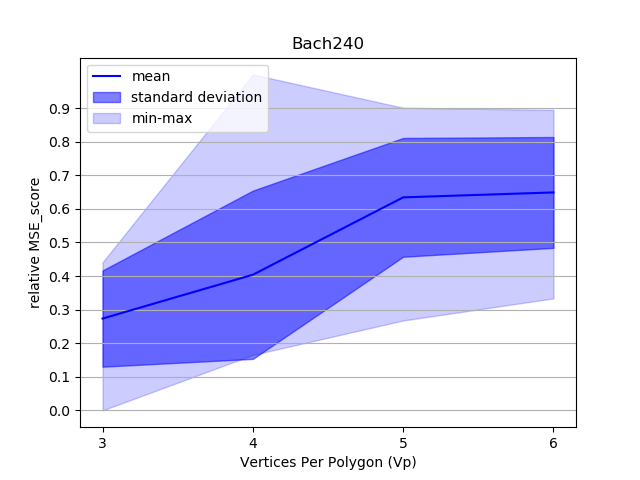 Bach240
mean
standard deviation
min-max
relative MSE_score
0.9
0.8
0.7
0.6
0.5
0.4
0.3
0.2
0.1
0.0
3 4 5 6
Vertices Per Polygon (Vp)